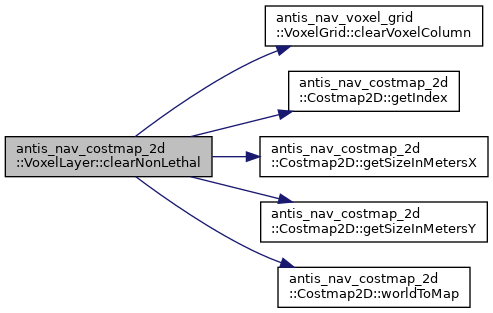 antis_nav_voxel_grid
::VoxelGrid::clearVoxelColumn
antis_nav_costmap_2d
::Costmap2D::getIndex
antis_nav_costmap_2d
::VoxelLayer::clearNonLethal
antis_nav_costmap_2d
::Costmap2D::getSizeInMetersX
antis_nav_costmap_2d
::Costmap2D::getSizeInMetersY
antis_nav_costmap_2d
::Costmap2D::worldToMap